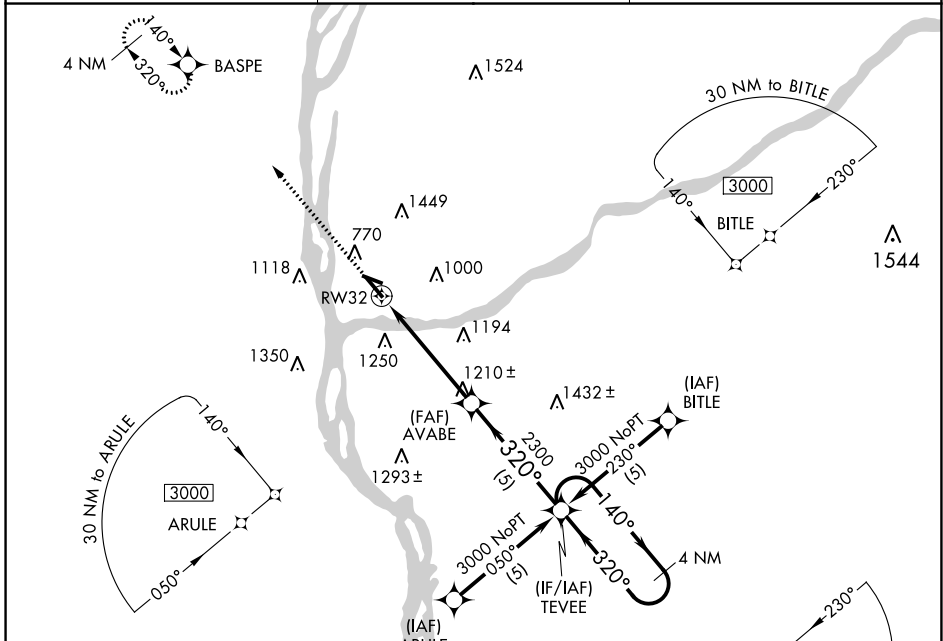 140°
4 NM
320°
BASPE
1524
30 NM to BITLE
140°
3000
230°
BITLE
1544
1449
770
1118
1000
RW32
1194
1250
1350
1210 ±
1432 ±
(IAF)
BITLE
(FAF)
AVABE
2300
320°
(5)
3000 NoPT
230°
(5)
1293 ±
30 NM to ARULE
140°
3000
ARULE
050°
140°
4 NM
320°
3000 NoPT
050°
(5)
(IF/IAF)
TEVEE
230°
(IAF)